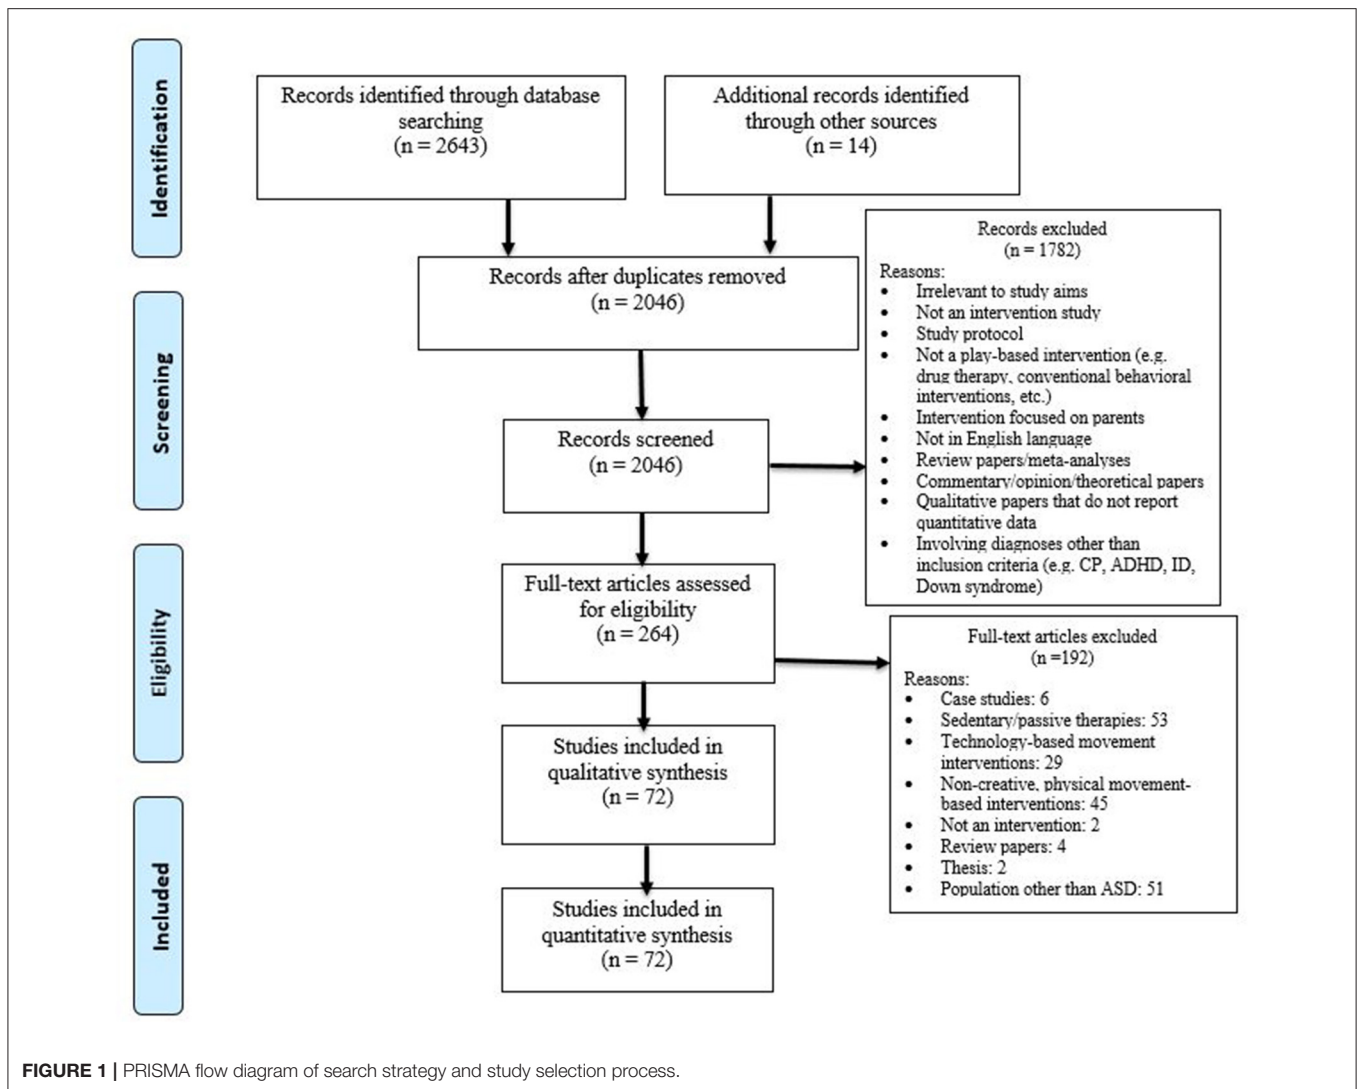 Identification
Records identified through database
searching
(n = 2643)
Additional records identified
through other sources
(n = 14)
Records after duplicates removed
(n = 2046)
Records excluded
(n = 1782)
Reasons:
• Irrelevant to study aims
• Not an intervention study
• Study protocol
• Not a play-based intervention (e.g.
drug therapy, conventional behavioral
interventions, etc.)
• Intervention focused on parents
• Not in English language
• Review papers/meta-analyses
• Commentary/opinion/theoretical papers
• Qualitative papers that do not report
quantitative data
• Involving diagnoses other than
inclusion criteria (e.g. CP, ADHD, ID,
Down syndrome)
Screening
Records screened
(n = 2046)
Eligibility
Full-text articles assessed
for eligibility
(n = 264)
Full-text articles excluded
(n =192)
Reasons:
• Case studies: 6
• Sedentary/passive therapies: 53
• Technology-based movement
interventions: 29
• Non-creative, physical movement-
based interventions: 45
• Not an intervention: 2
• Review papers: 4
• Thesis: 2
• Population other than ASD: 51
Studies included in
qualitative synthesis
(n = 72)
Included
Studies included in
quantitative synthesis
(n = 72)
FIGURE 1 | PRISMA flow diagram of search strategy and study selection process.